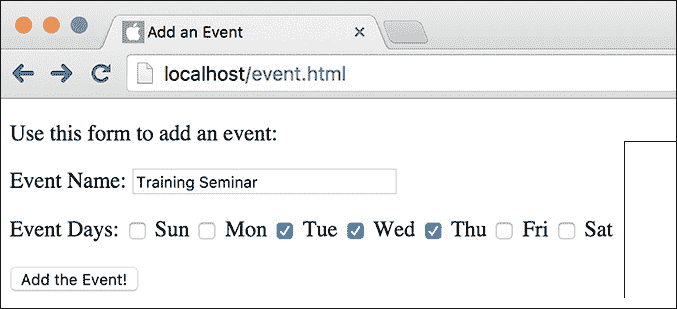 Add an Event
localhost/event.html
Use this form to add an event:
Event Name: Training Seminar
Event Days: Sun Mon Tue Wed Thu Fri Sat
Add the Event!